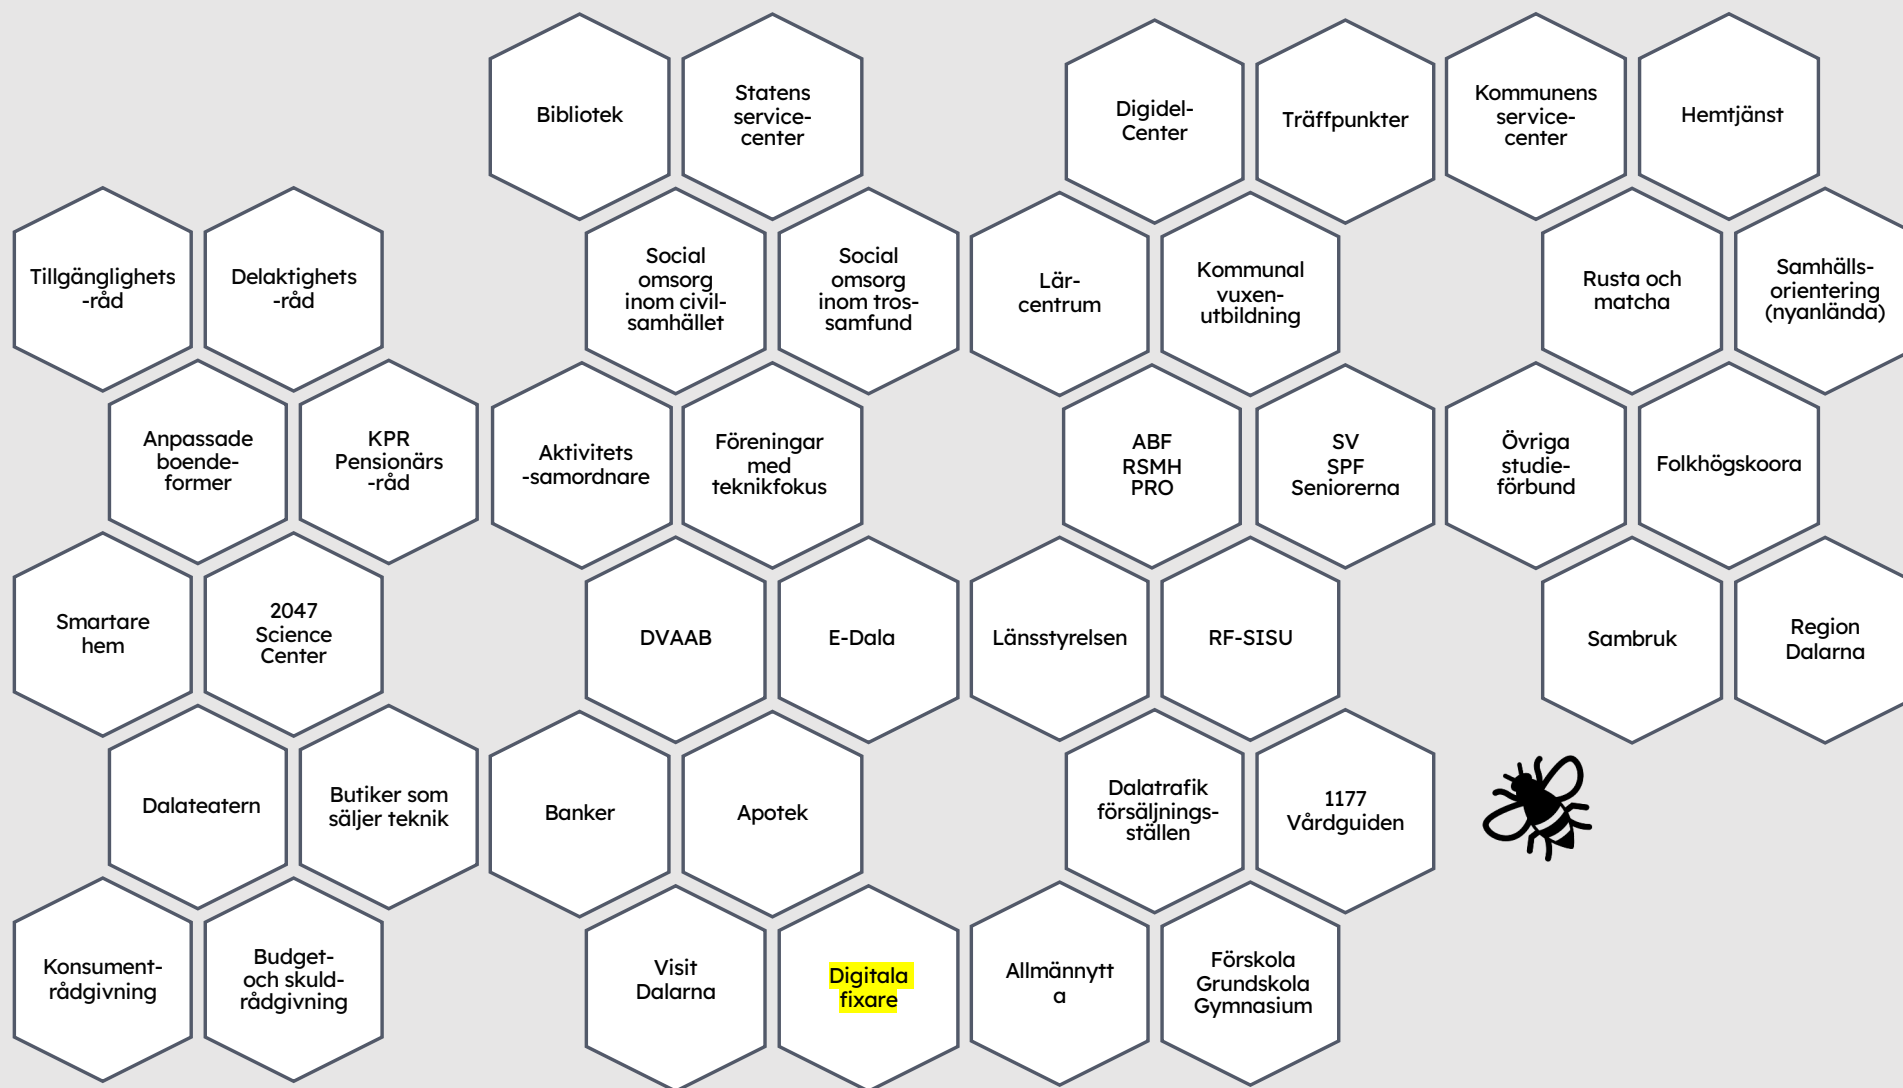 Bibliotek
Statens
service-
center
Digidel-
Center
Träffpunkter
Kommunens
service-
center
Hemtjänst
Tillgänglighets
-råd
Delaktighets
-råd
Social
omsorg
inom civil-
samhället
Social
omsorg
inom tros-
samfund
Lär-
centrum
Kommunal
vuxen-
utbildning
Rusta och
matcha
Samhälls-
orientering
(nyanlända)
Anpassade
boende-
former
KPR
Pensionärs
-råd
Aktivitets
-samordnare
Föreningar
med
teknikfokus
ABF
RSMH
PRO
SV
SPF
Seniorerna
Övriga
studie-
förbund
Folkhögskoora
Smartare
hem
2047
Science
Center
DVAAB
E-Dala
Länsstyrelsen
RF-SISU
Sambruk
Region
Dalarna
Dalateatern
Butiker som
säljer teknik
Banker
Apotek
Dalatrafik
försäljnings-
ställen
1177
Vårdguiden
Konsument-
rådgivning
Budget-
och skuld-
rådgivning
Visit
Dalarna
Digitala
fixare
Allmännytt
a
Förskola
Grundskola
Gymnasium